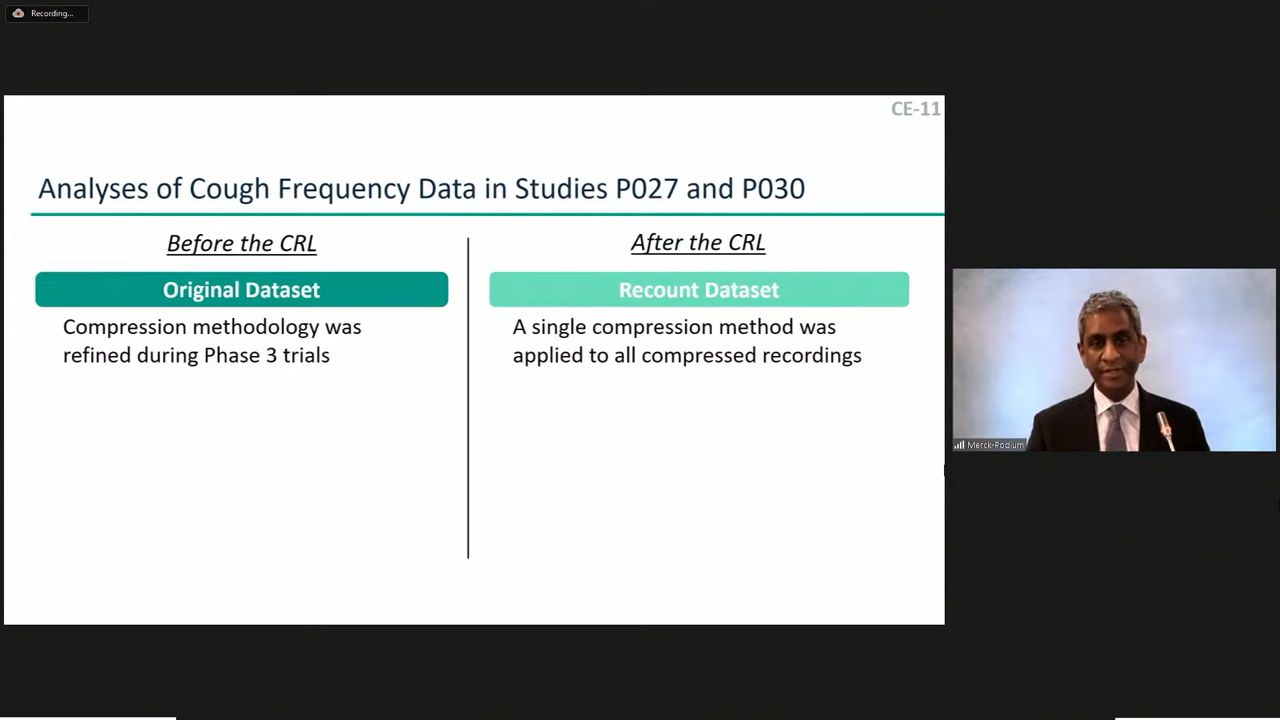 Recording...
CE-11
Analyses of Cough Frequency Data in Studies P027 and P030
Before the CRL
Original Dataset
Compression methodology was
refined during Phase 3 trials
After the CRL
Recount Dataset
A single compression method was
applied to all compressed recordings
Merck-Podium